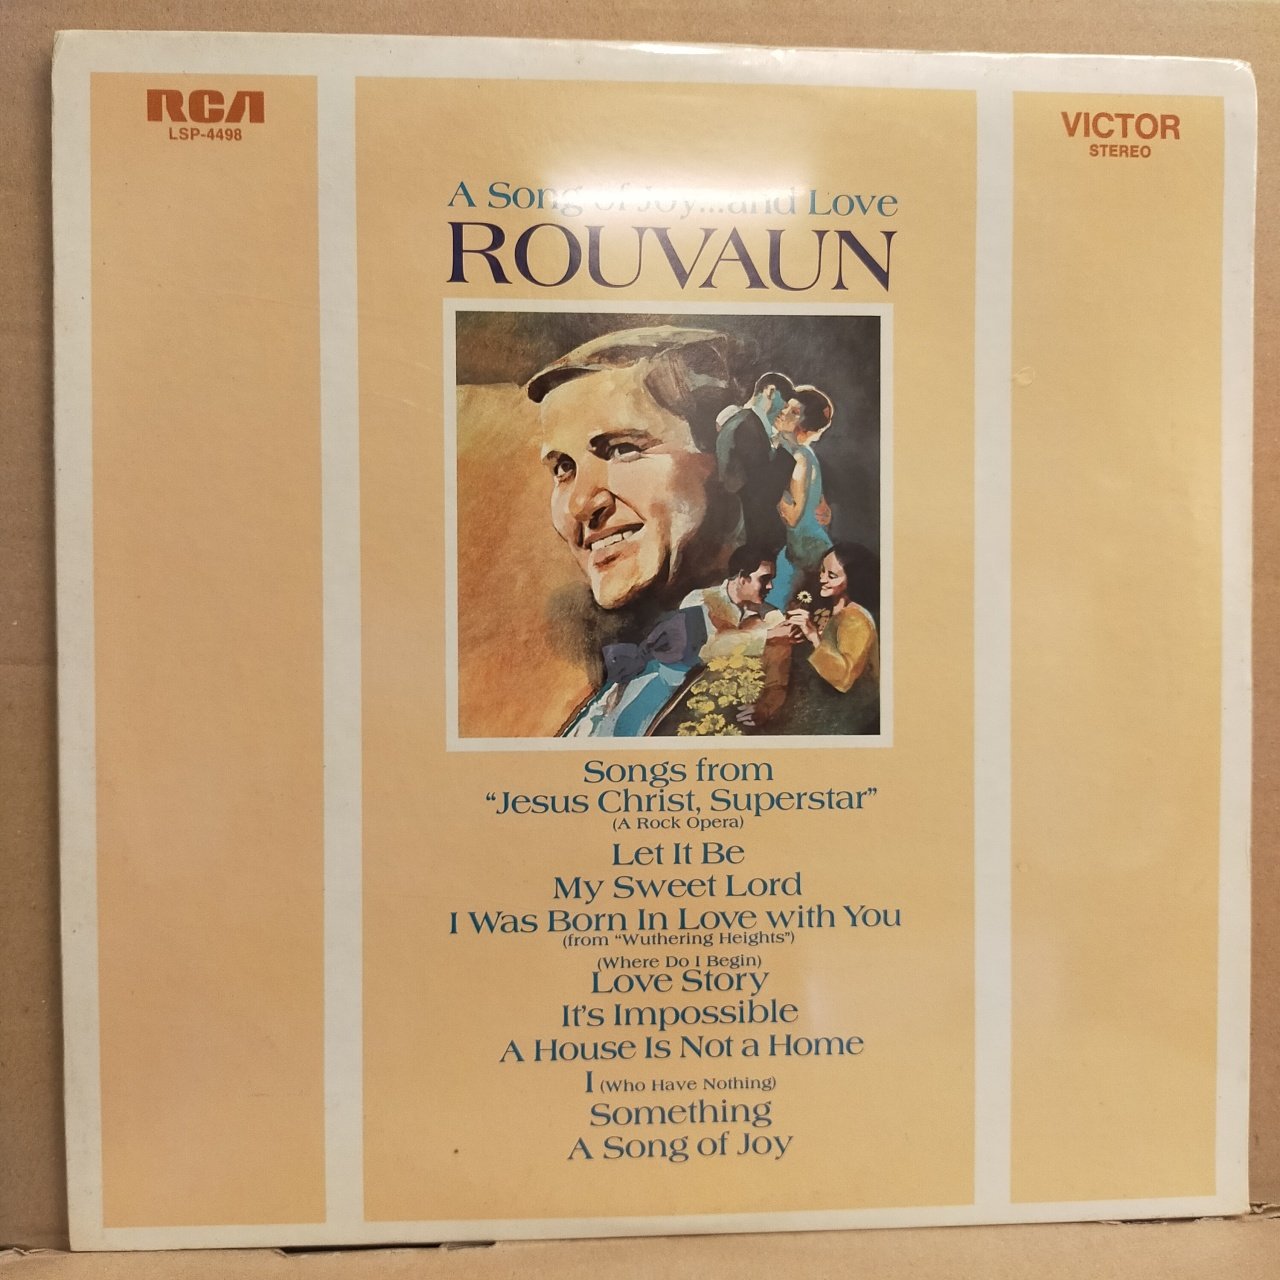 RCA
LSP-4498
VICTOR
STEREO
A Song of Joy...and Love
ROUVAUN
Songs from
“Jesus Christ, Superstar”
(A Rock Opera)
Let It Be
My Sweet Lord
I Was Born In Love with You
(from “Wuthering Heights”)
(Where Do I Begin)
Love Story
It's Impossible
A House Is Not a Home
I (Who Have Nothing)
Something
A Song of Joy